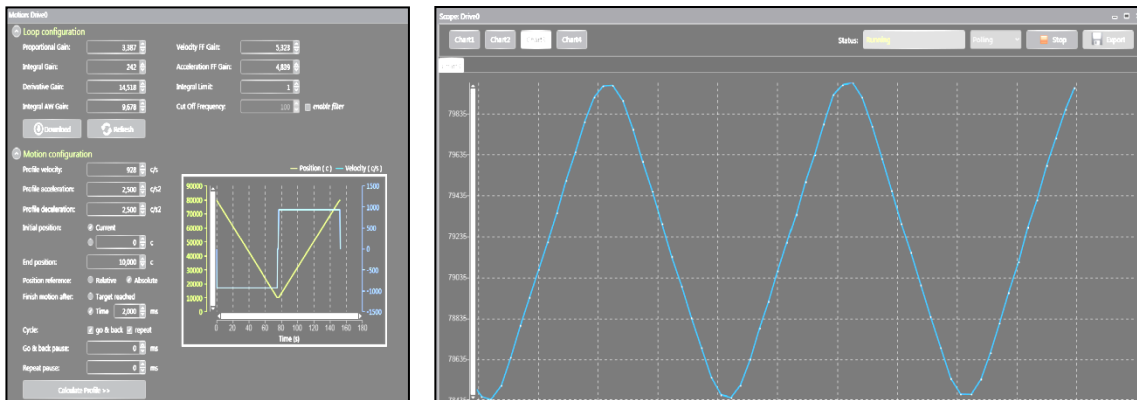 Motion: Drive0
Loop configuration
Proportional Gain: 3,387 Velocity FF Gain: 5,323
Integral Gain: 242 Acceleration FF Gain: 4,839
Derivative Gain: 14,518 Integral Limit: 1
Integral AW Gain: 9,678 Cut Off Frequency: 100 enable filter
Download Refresh
Motion configuration
Profile velocity: 928 c/s
Profile acceleration: 2,500 c/s2
Profile deceleration: 2,500 c/s2
Initial position: Current
0 c
End position: 10,000 c
Position reference: Relative Absolute
Finish motion after: Target reached
Time 2,000 ms
Cycle: go & back repeat
Go & back pause: 0 ms
Repeat pause: 0 ms
Calculate Profile >>
Position ( c ) Velocity ( c/s )
90000 1500
80000
70000 1000
60000
50000 500
40000 0
30000 -500
20000
10000 -1000
0 -1500
0 20 40 60 80 100 120 140 160 180
Time (s)
Scope: Drive0
Chart1 Chart2 Chart4
Status: Running Polling Stop Export
79835
79635
79435
79235
79035
78835
78635
78435